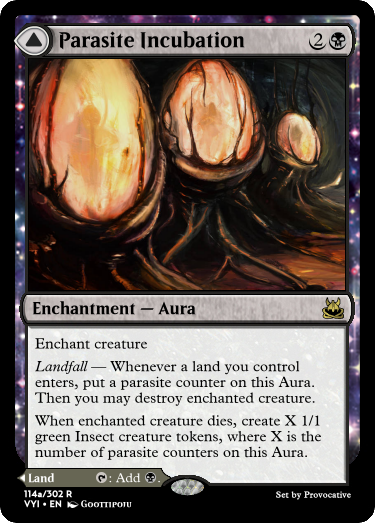 Parasite Incubation 2
Enchantment — Aura
Enchant creature
Landfall — Whenever a land you control
enters, put a parasite counter on this Aura.
Then you may destroy enchanted creature.
When enchanted creature dies, create X 1/1
green Insect creature tokens, where X is the
number of parasite counters on this Aura.
Land : Add .
114a/302 R
VYI • EN Goottipou
Set by Provocative